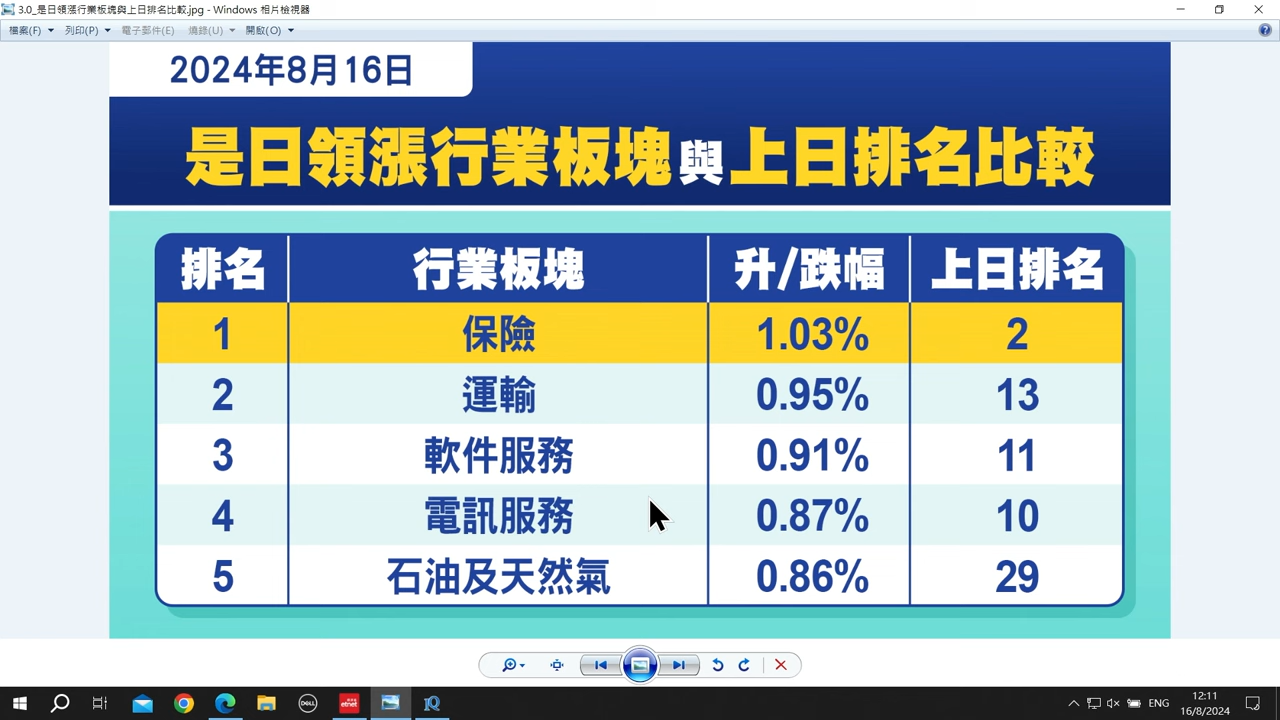 3.0_是日領漲行業板塊與上日排名比較.jpg - Windows 相片檢視器
檔案(F) 列印(P) 電子郵件(E) 燒錄(U) 開啟(O)
2024年8月16日
是日領漲行業板塊與上日排名比較
排名 行業板塊 升/跌幅 上日排名
1 保險 1.03% 2
2 運輸 0.95% 13
3 軟件服務 0.91% 11
4 電訊服務 0.87% 10
5 石油及天然氣 0.86% 29
DELL
etnet
IQ
ENG
12:11
16/8/2024